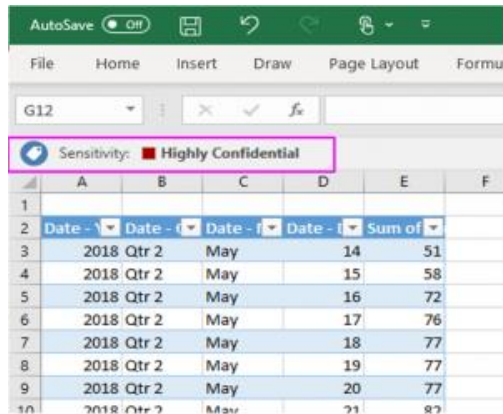 AutoSave Off
File Home Insert Draw Page Layout Formu
G12 fx
Sensitivity: Highly Confidential
A B C D E F
1
2 Date - Date - Date - Date - Sum of
3 2018 Qtr 2 May 14 51
4 2018 Qtr 2 May 15 58
5 2018 Qtr 2 May 16 72
6 2018 Qtr 2 May 17 76
7 2018 Qtr 2 May 18 77
8 2018 Qtr 2 May 19 77
9 2018 Qtr 2 May 20 77
10 2018 Qtr 2 May 21 82